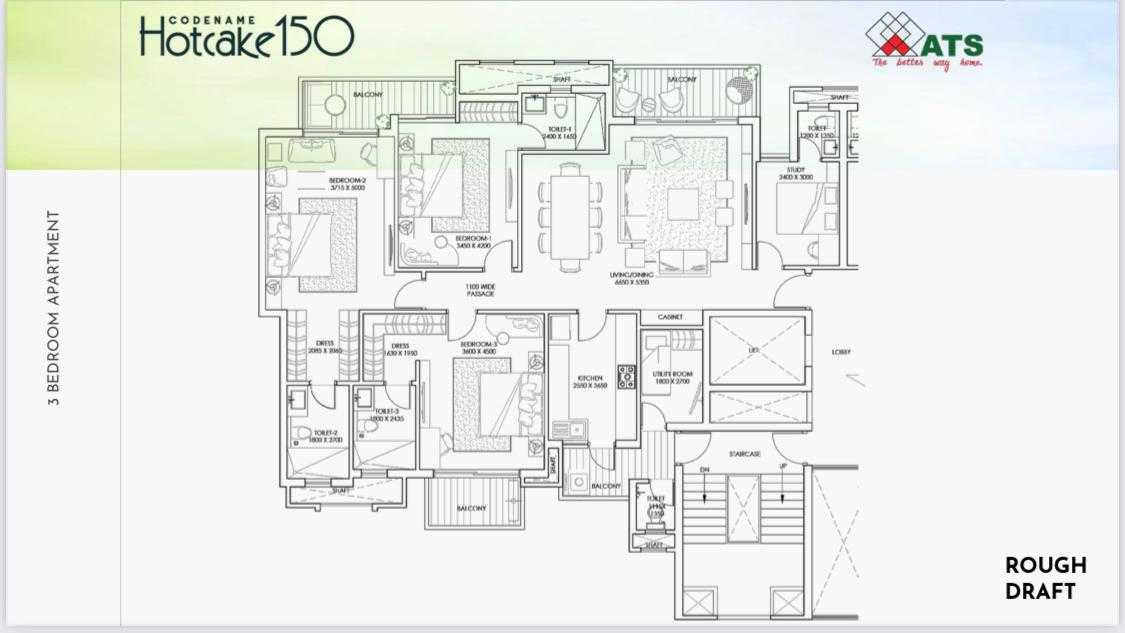 CODENAME
Hotcake150
ATS
The better way home.
3 BEDROOM APARTMENT
BALCONY
SHAFT
BALCONY
SHAFT
TOILET-1
2400 X 1650
TOILET
1200 X 1350
BEDROOM-2
3715 X 5000
STUDY
2400 X 3000
BEDROOM-1
3450 X 4200
LIVING/DINING
6650 X 5350
1100 WIDE
PASSAGE
CABINET
DRESS
2085 X 2065
DRESS
1630 X 1950
BEDROOM-3
3600 X 4500
LIFT
LOBBY
KITCHEN
2550 X 3650
UTILITY ROOM
1800 X 2700
TOILET-3
1800 X 2435
TOILET-2
1800 X 2700
STAIRCASE
DN
UP
SHAFT
SHAFT
BALCONY
BALCONY
TOILET
1350
SHAFT
ROUGH
DRAFT